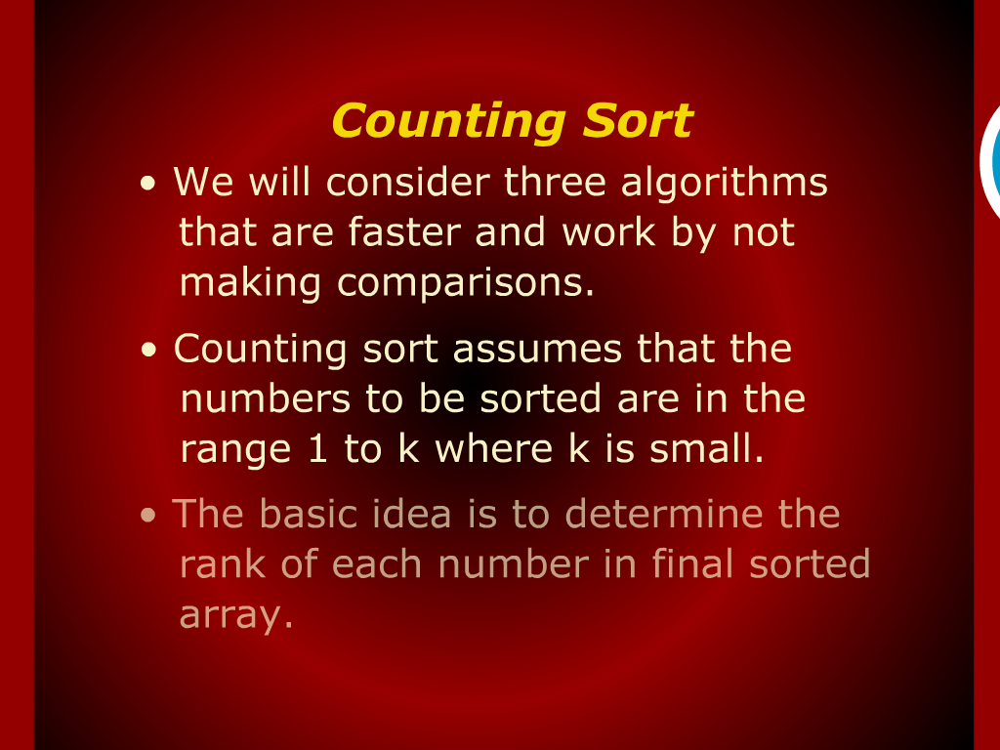 Counting Sort
• We will consider three algorithms
that are faster and work by not
making comparisons.
• Counting sort assumes that the
numbers to be sorted are in the
range 1 to k where k is small.
• The basic idea is to determine the
rank of each number in final sorted
array.